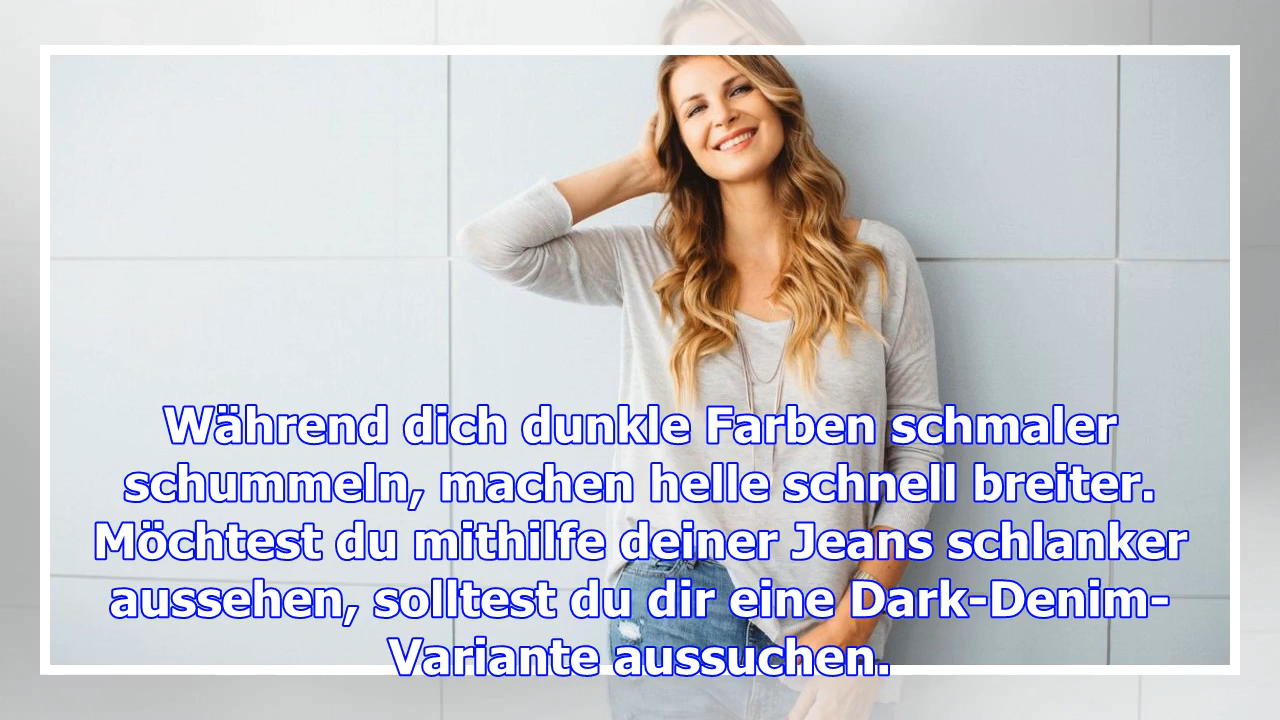 Während dich dunkle Farben schmaler
schummeln, machen helle schnell breiter.
Möchtest du mithilfe deiner Jeans schlanker
aussehen, solltest du dir eine Dark-Denim-
Variante aussuchen.